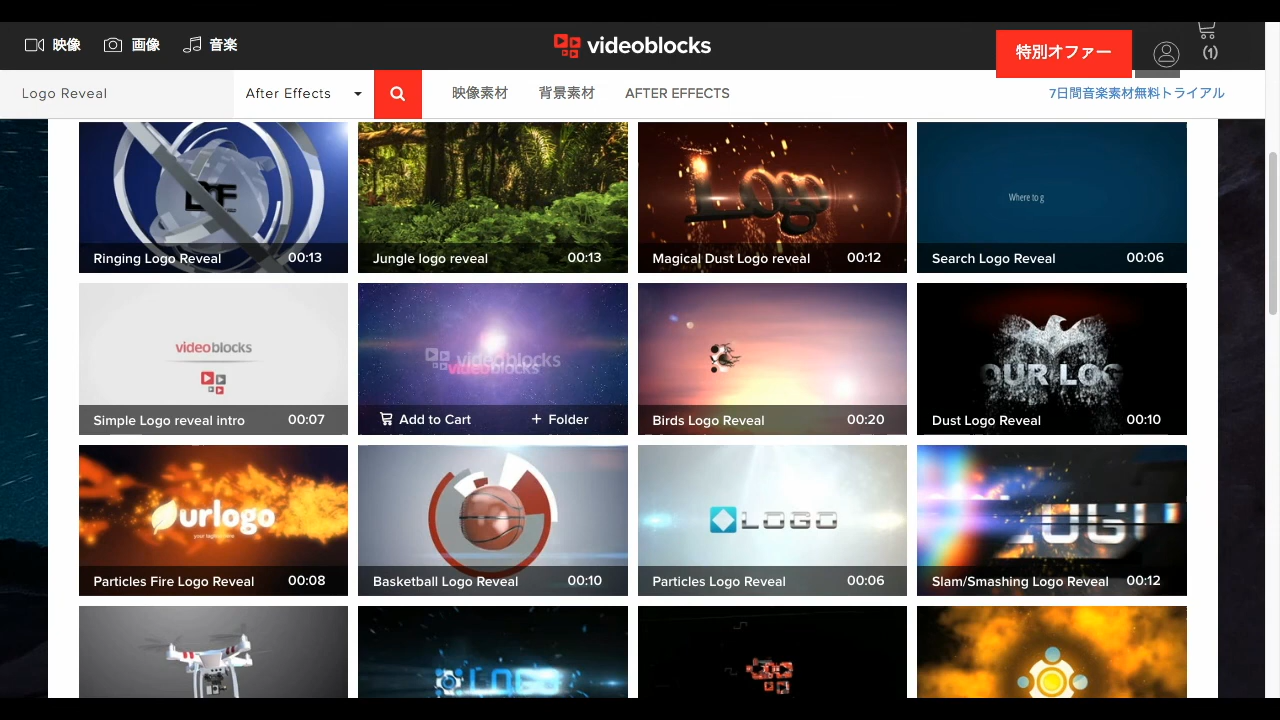 映像 画像 音楽 videoblocks 特別オファー (1)
Logo Reveal After Effects 映像素材 背景素材 AFTER EFFECTS 7日間音楽素材無料トライアル
Logo Where to g
Ringing Logo Reveal 00:13 Jungle logo reveal 00:13 Magical Dust Logo reveal 00:12 Search Logo Reveal 00:06
videoblocks videoblocks videoblocks OUR LOG
Simple Logo reveal intro 00:07 Add to Cart + Folder Birds Logo Reveal 00:20 Dust Logo Reveal 00:10
urlogo LOGO LOGO
Particles Fire Logo Reveal 00:08 Basketball Logo Reveal 00:10 Particles Logo Reveal 00:06 Slam/Smashing Logo Reveal 00:12
LOGO